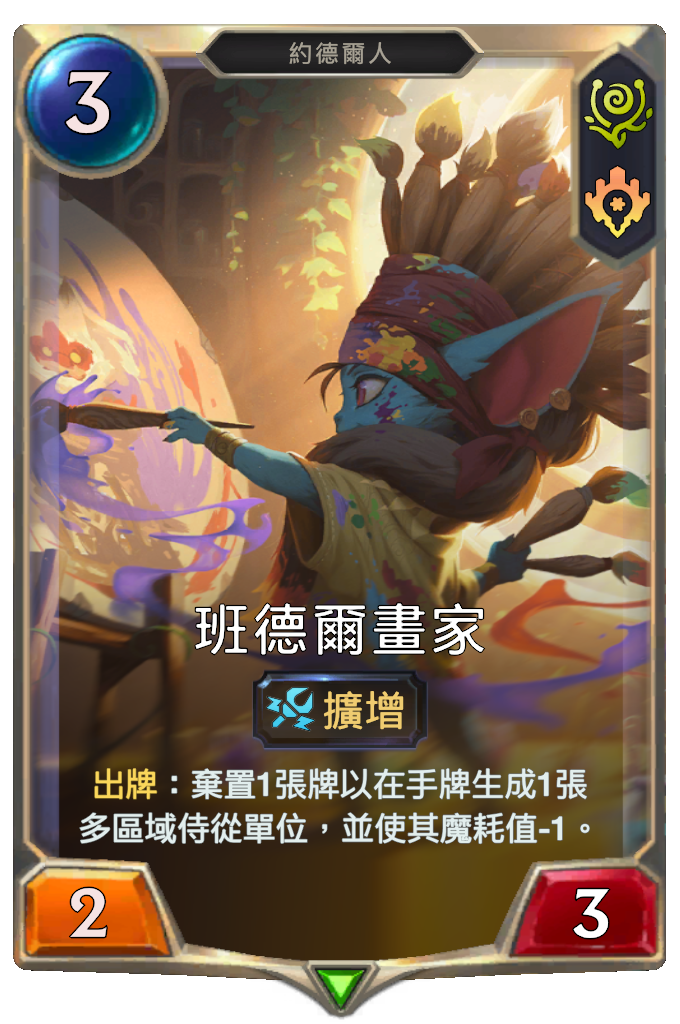 約德爾人
3
班德爾畫家
擴增
出牌：棄置1張牌以在手牌生成1張
多區域侍從單位，並使其魔耗值-1。
2
3